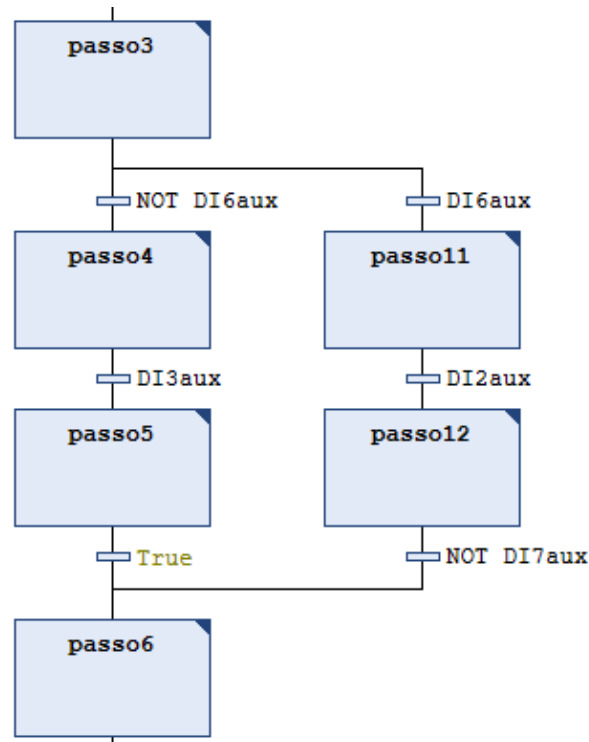 passo3
NOT DI6aux
DI6aux
passo4
passo11
DI3aux
DI2aux
passo5
passo12
True
NOT DI7aux
passo6